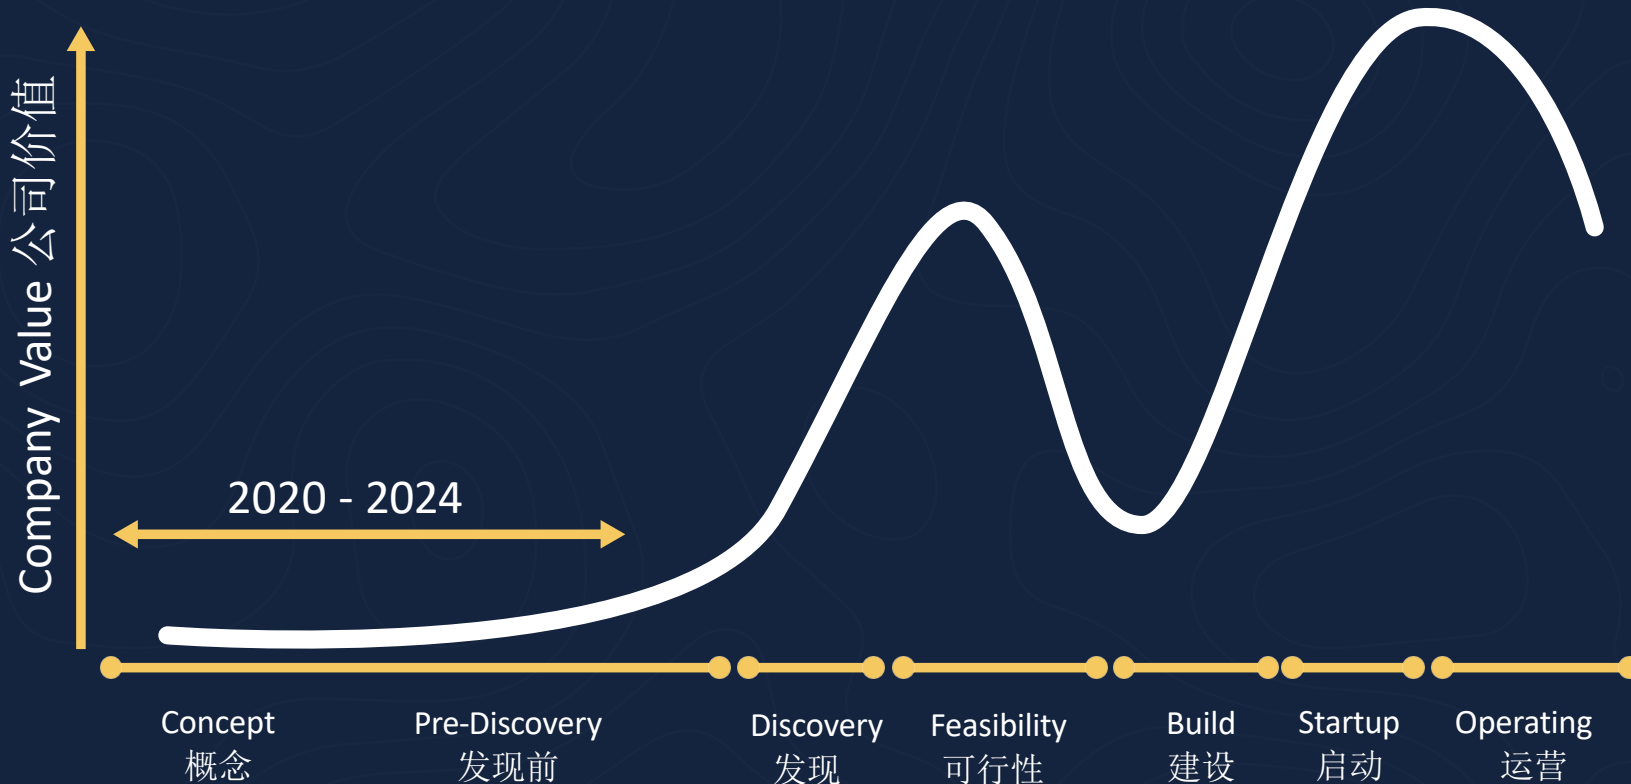 Company Value 公司价值
2020 - 2024
Concept
概念
Pre-Discovery
发现前
Discovery
发现
Feasibility
可行性
Build
建设
Startup
启动
Operating
运营